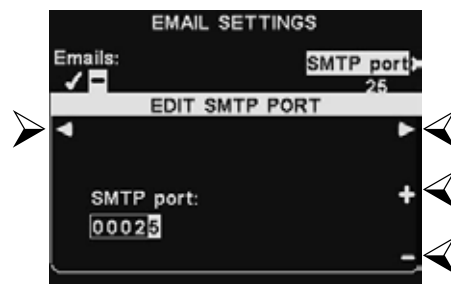 EMAIL SETTINGS
Emails:
SMTP port
25
EDIT SMTP PORT
+
SMTP port:
00025
-